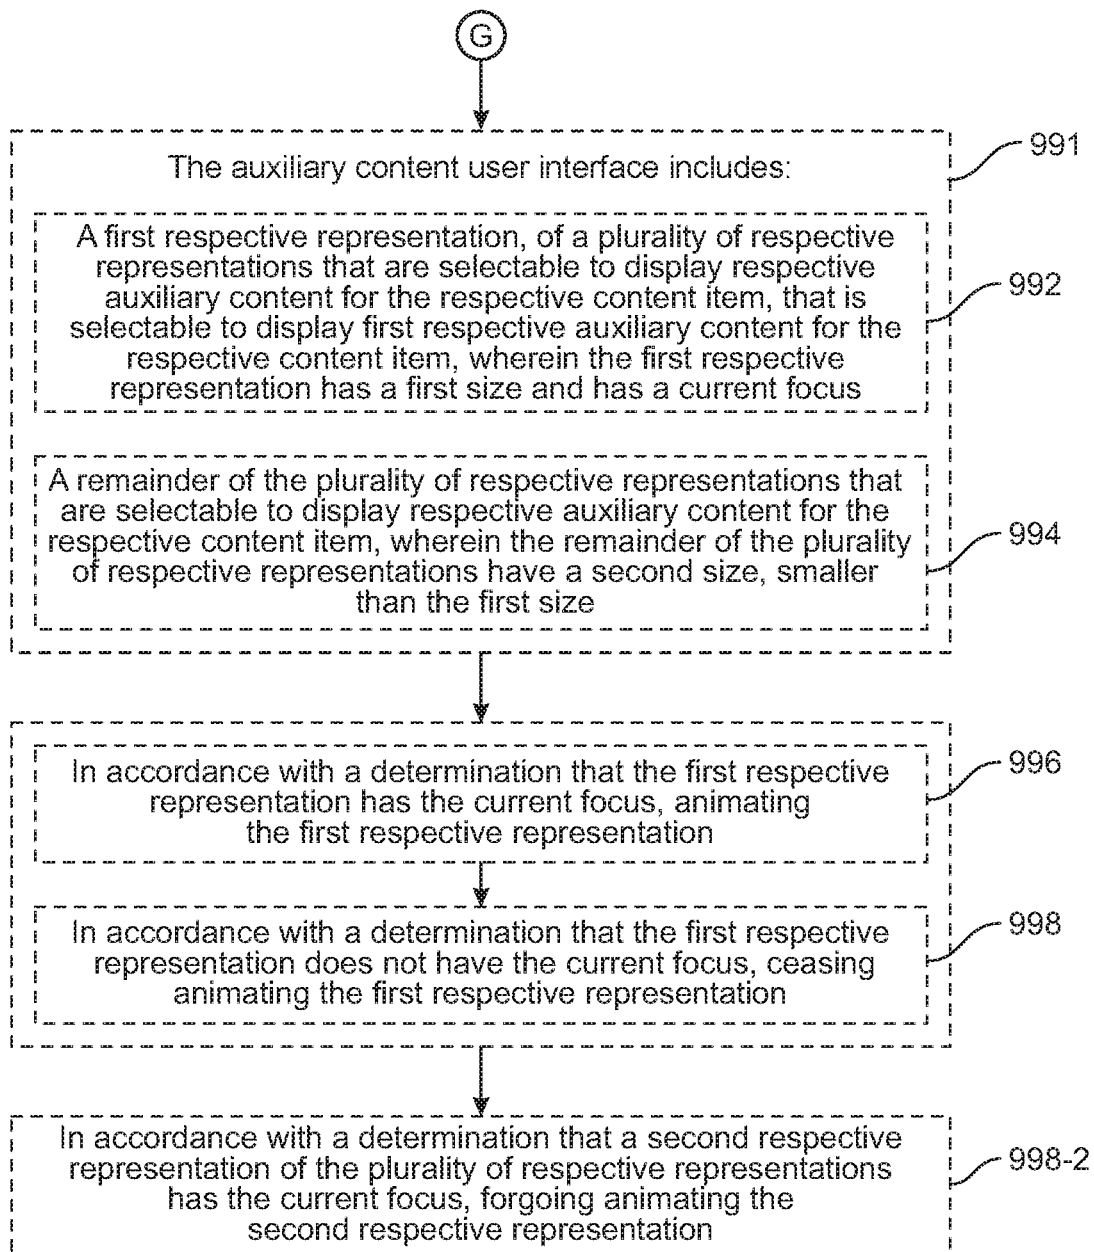 G
The auxiliary content user interface includes:
991
A first respective representation, of a plurality of respective
representations that are selectable to display respective
auxiliary content for the respective content item, that is
selectable to display first respective auxiliary content for the
respective content item, wherein the first respective
representation has a first size and has a current focus
992
A remainder of the plurality of respective representations that
are selectable to display respective auxiliary content for the
respective content item, wherein the remainder of the plurality
of respective representations have a second size, smaller
than the first size
994
In accordance with a determination that the first respective
representation has the current focus, animating
the first respective representation
996
In accordance with a determination that the first respective
representation does not have the current focus, ceasing
animating the first respective representation
998
In accordance with a determination that a second respective
representation of the plurality of respective representations
has the current focus, forgoing animating the
second respective representation
998-2